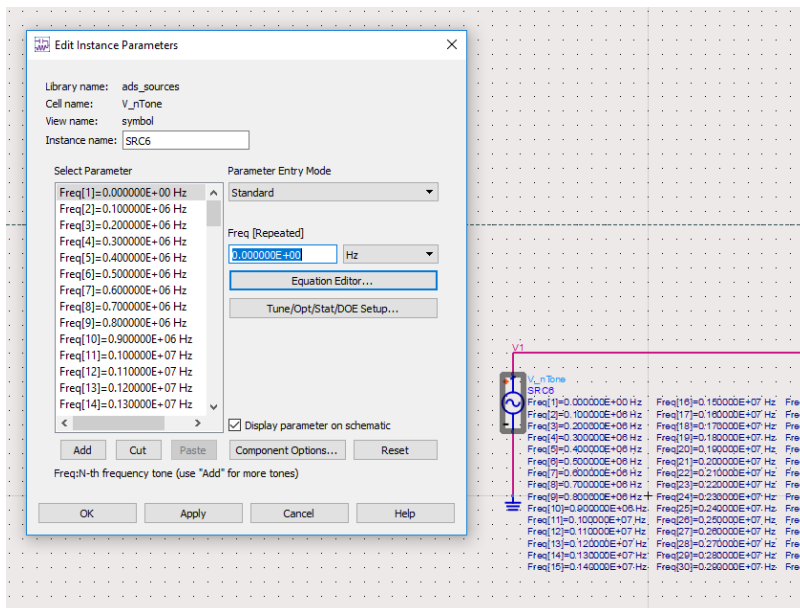 Edit Instance Parameters
Library name: ads_sources
Cell name: V_nTone
View name: symbol
Instance name: SRC6
Select Parameter
Freq[1]=0.000000E+00 Hz
Freq[2]=0.100000E+06 Hz
Freq[3]=0.200000E+06 Hz
Freq[4]=0.300000E+06 Hz
Freq[5]=0.400000E+06 Hz
Freq[6]=0.500000E+06 Hz
Freq[7]=0.600000E+06 Hz
Freq[8]=0.700000E+06 Hz
Freq[9]=0.800000E+06 Hz
Freq[10]=0.900000E+06 Hz
Freq[11]=0.100000E+07 Hz
Freq[12]=0.110000E+07 Hz
Freq[13]=0.120000E+07 Hz
Freq[14]=0.130000E+07 Hz
Parameter Entry Mode
Standard
Freq [Repeated]
0.000000E+00 Hz
Equation Editor...
Tune/Opt/Stat/DOE Setup...
Display parameter on schematic
Add Cut Paste Component Options... Reset
Freq:N-th frequency tone (use "Add" for more tones)
OK Apply Cancel Help
V1
V_nTone
SRC6
Freq[1]=0.000000E+00 Hz Freq[16]=0.150000E+07 Hz Fre
Freq[2]=0.100000E+06 Hz Freq[17]=0.160000E+07 Hz Fre
Freq[3]=0.200000E+06 Hz Freq[18]=0.170000E+07 Hz Fre
Freq[4]=0.300000E+06 Hz Freq[19]=0.180000E+07 Hz Fre
Freq[5]=0.400000E+06 Hz Freq[20]=0.190000E+07 Hz Fre
Freq[6]=0.500000E+06 Hz Freq[21]=0.200000E+07 Hz Fre
Freq[7]=0.600000E+06 Hz Freq[22]=0.210000E+07 Hz Fre
Freq[8]=0.700000E+06 Hz Freq[23]=0.220000E+07 Hz Fre
Freq[9]=0.800000E+06 Hz Freq[24]=0.230000E+07 Hz Fre
Freq[10]=0.900000E+06 Hz Freq[25]=0.240000E+07 Hz Fre
Freq[11]=0.100000E+07 Hz Freq[26]=0.250000E+07 Hz Fre
Freq[12]=0.110000E+07 Hz Freq[27]=0.260000E+07 Hz Fre
Freq[13]=0.120000E+07 Hz Freq[28]=0.270000E+07 Hz Fre
Freq[14]=0.130000E+07 Hz Freq[29]=0.280000E+07 Hz Fre
Freq[15]=0.140000E+07 Hz Freq[30]=0.290000E+07 Hz Fre